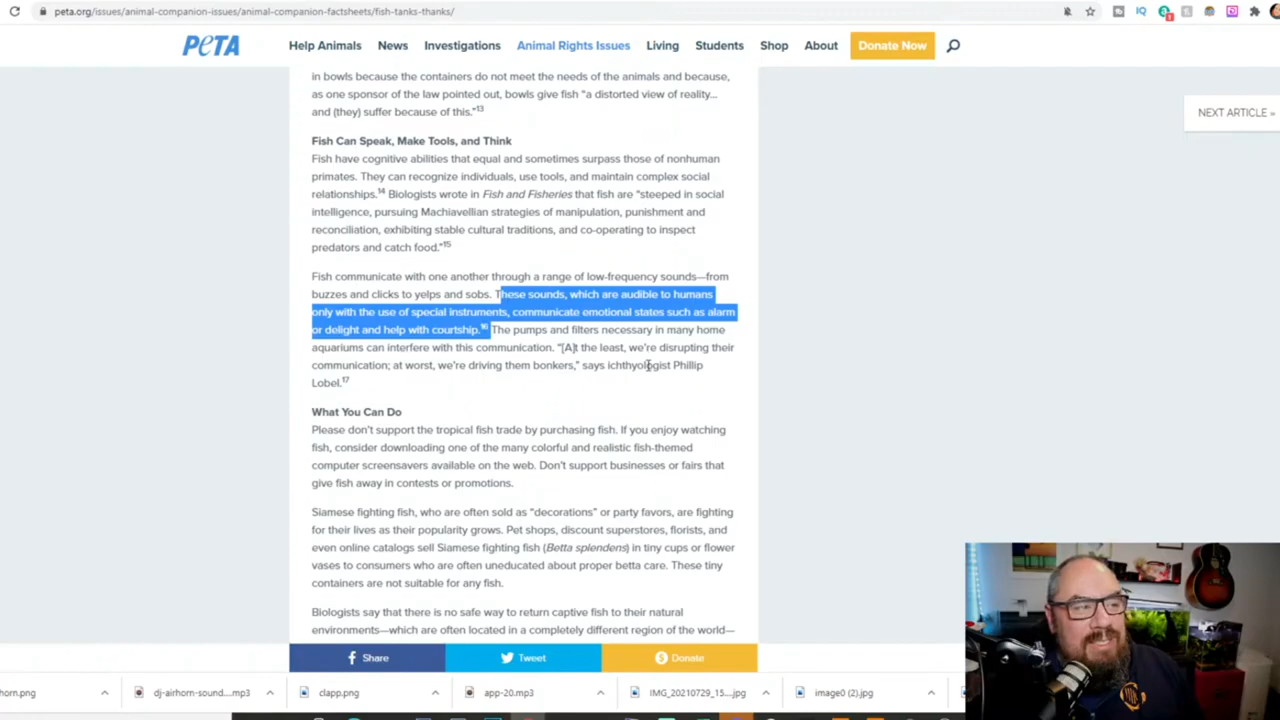 peta.org/issues/animal-companion-issues/animal-companion-factsheets/fish-tanks-thanks/
PETA
Help Animals
News
Investigations
Animal Rights Issues
Living
Students
Shop
About
Donate Now
in bowls because the containers do not meet the needs of the animals and because,
as one sponsor of the law pointed out, bowls give fish “a distorted view of reality…
and (they) suffer because of this.”13
NEXT ARTICLE »
Fish Can Speak, Make Tools, and Think
Fish have cognitive abilities that equal and sometimes surpass those of nonhuman
primates. They can recognize individuals, use tools, and maintain complex social
relationships.14 Biologists wrote in Fish and Fisheries that fish are “steeped in social
intelligence, pursuing Machiavellian strategies of manipulation, punishment and
reconciliation, exhibiting stable cultural traditions, and co-operating to inspect
predators and catch food.”15
Fish communicate with one another through a range of low-frequency sounds—from
buzzes and clicks to yelps and sobs. These sounds, which are audible to humans
only with the use of special instruments, communicate emotional states such as alarm
or delight and help with courtship.16 The pumps and filters necessary in many home
aquariums can interfere with this communication. “[A]t the least, we’re disrupting their
communication; at worst, we’re driving them bonkers,” says ichthyologist Phillip
Lobel.17
What You Can Do
Please don’t support the tropical fish trade by purchasing fish. If you enjoy watching
fish, consider downloading one of the many colorful and realistic fish-themed
computer screensavers available on the web. Don’t support businesses or fairs that
give fish away in contests or promotions.
Siamese fighting fish, who are often sold as “decorations” or party favors, are fighting
for their lives as their popularity grows. Pet shops, discount superstores, florists, and
even online catalogs sell Siamese fighting fish (Betta splendens) in tiny cups or flower
vases to consumers who are often uneducated about proper betta care. These tiny
containers are not suitable for any fish.
Biologists say that there is no safe way to return captive fish to their natural
environments—which are often located in a completely different region of the world—
Share
Tweet
Donate
horn.png
dj-airhorn-sound....mp3
clapp.png
app-20.mp3
IMG_20210729_15....jpg
image0 (2).jpg